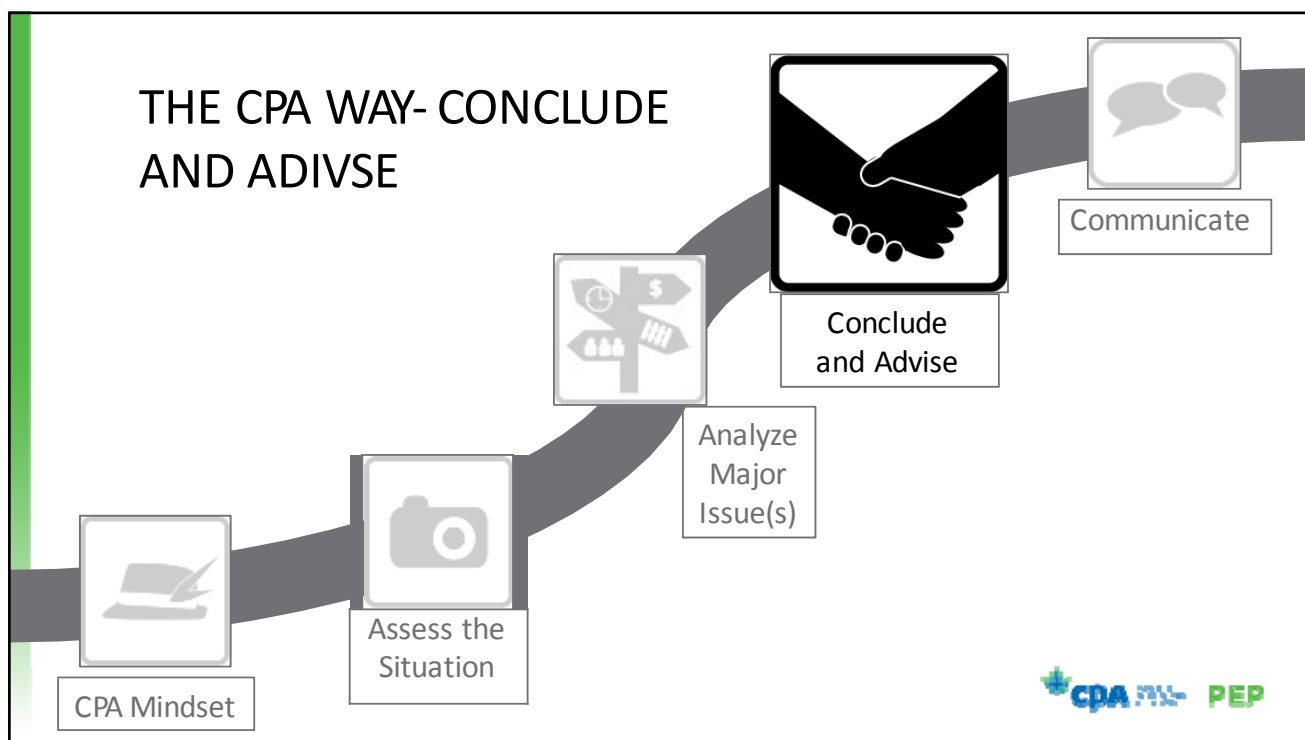 THE CPA WAY- CONCLUDE
AND ADIVSE
Communicate
Conclude
and Advise
$
Analyze
Major
Issue(s)
Assess the
Situation
CPA Mindset
CPA
PEP